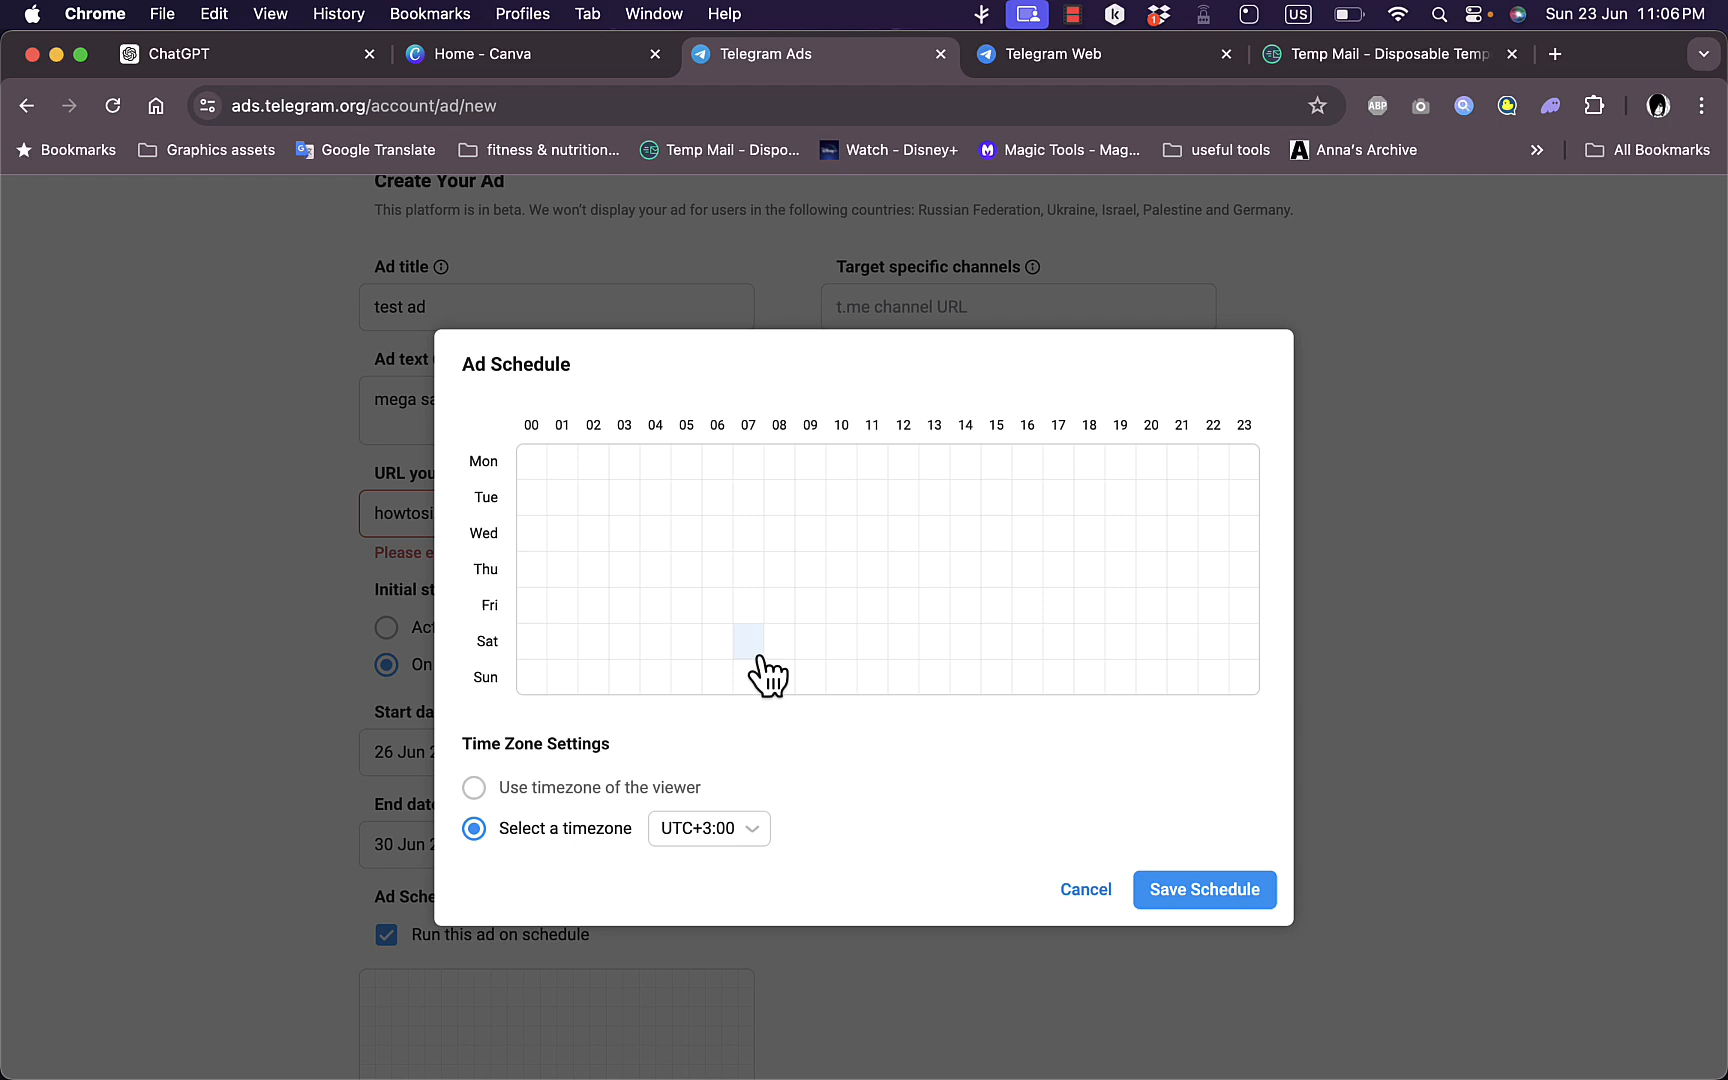 Chrome File Edit View History Bookmarks Profiles Tab Window Help US Sun 23 Jun 11:06 PM
ChatGPT Home - Canva Telegram Ads Telegram Web Temp Mail - Disposable Temp
ads.telegram.org/account/ad/new ABP
Bookmarks Graphics assets Google Translate fitness & nutrition... Temp Mail - Dispo... Watch - Disney+ Magic Tools - Mag... useful tools Anna's Archive All Bookmarks
Create Your Ad
This platform is in beta. We won't display your ad for users in the following countries: Russian Federation, Ukraine, Israel, Palestine and Germany.
Ad title Target specific channels
test ad t.me channel URL
Ad text
mega sa
URL you
howtosi
Please e
Initial st
Act
On
Start da
26 Jun 2
End date
30 Jun 2
Ad Sche
Run this ad on schedule
Ad Schedule
00 01 02 03 04 05 06 07 08 09 10 11 12 13 14 15 16 17 18 19 20 21 22 23
Mon
Tue
Wed
Thu
Fri
Sat
Sun
Time Zone Settings
Use timezone of the viewer
Select a timezone UTC+3:00
Cancel Save Schedule